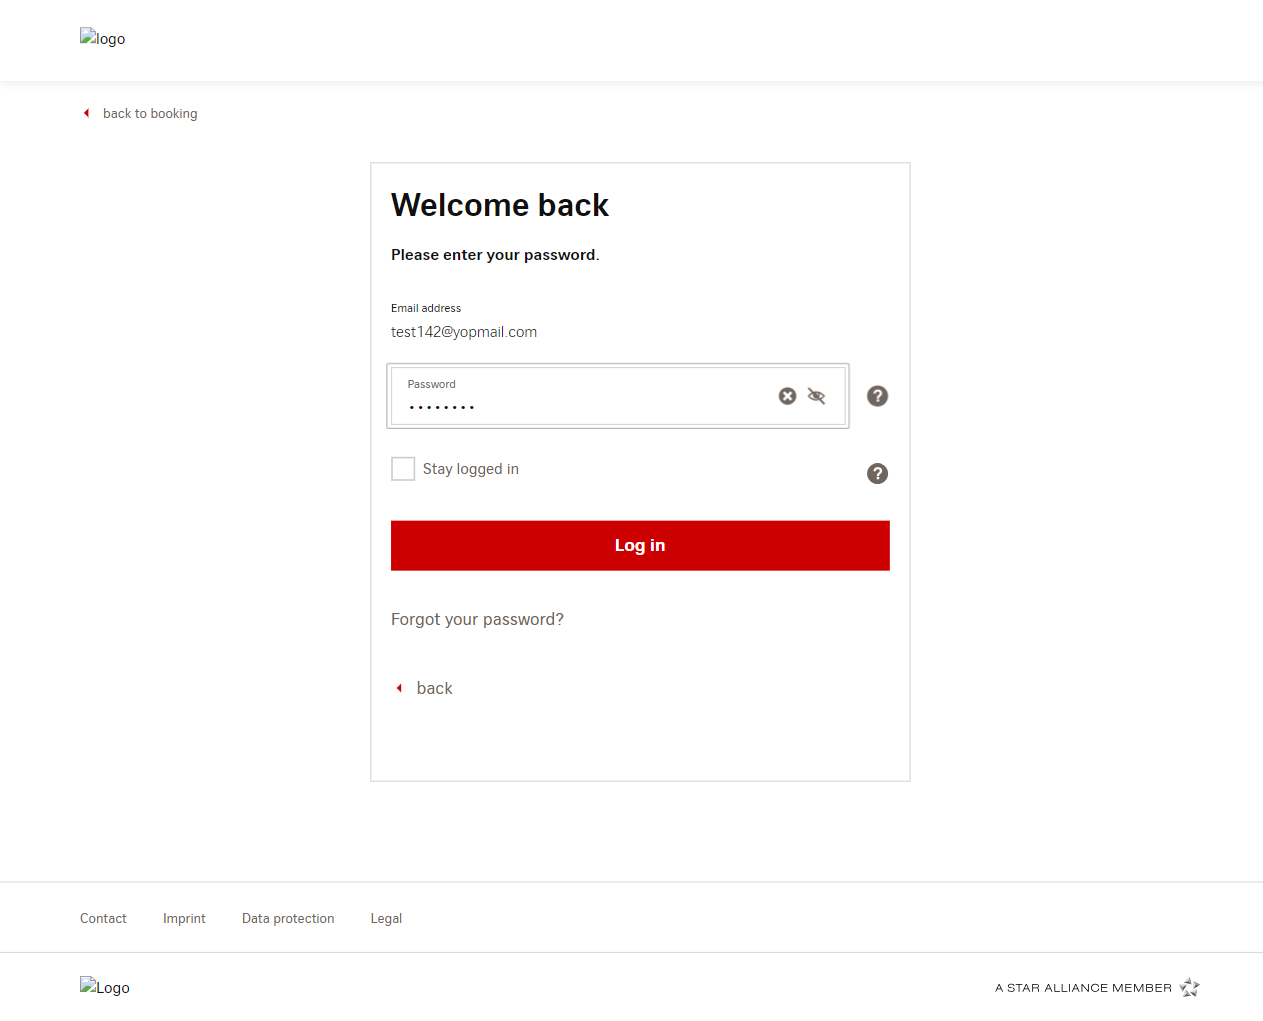 logo
back to booking
Welcome back
Please enter your password.
Email address
test142@yopmail.com
Password
••••••••
Stay logged in
Log in
Forgot your password?
back
Contact Imprint Data protection Legal
Logo
A STAR ALLIANCE MEMBER